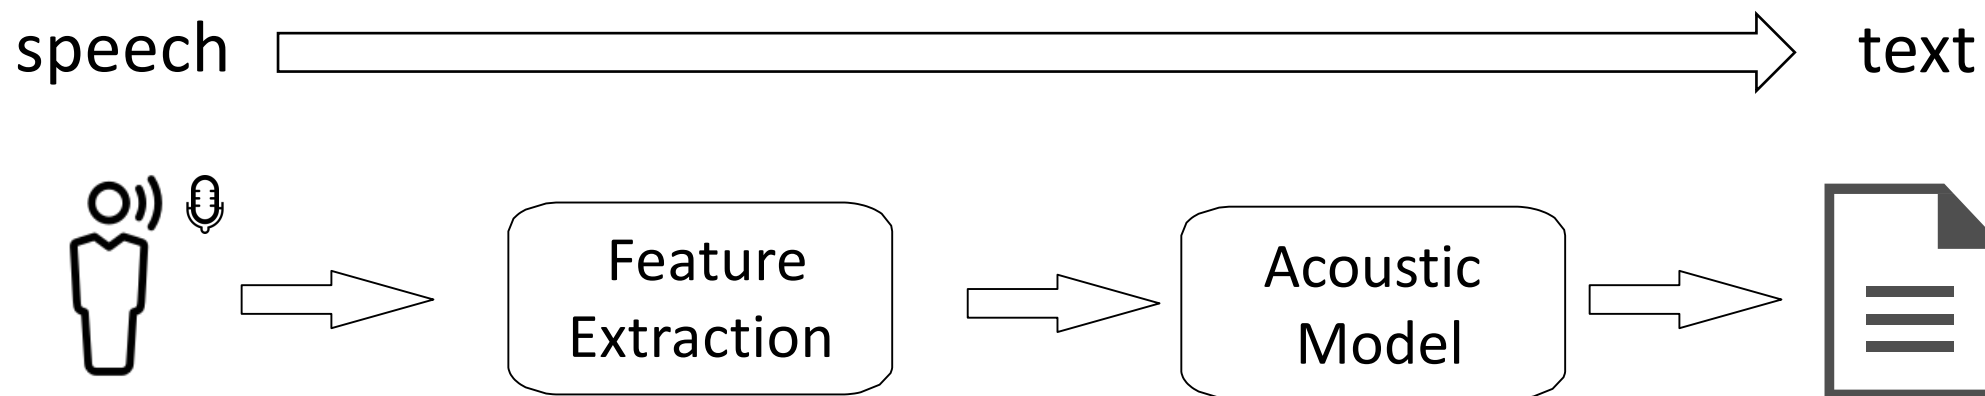 speech
text
Feature
Extraction
Acoustic
Model